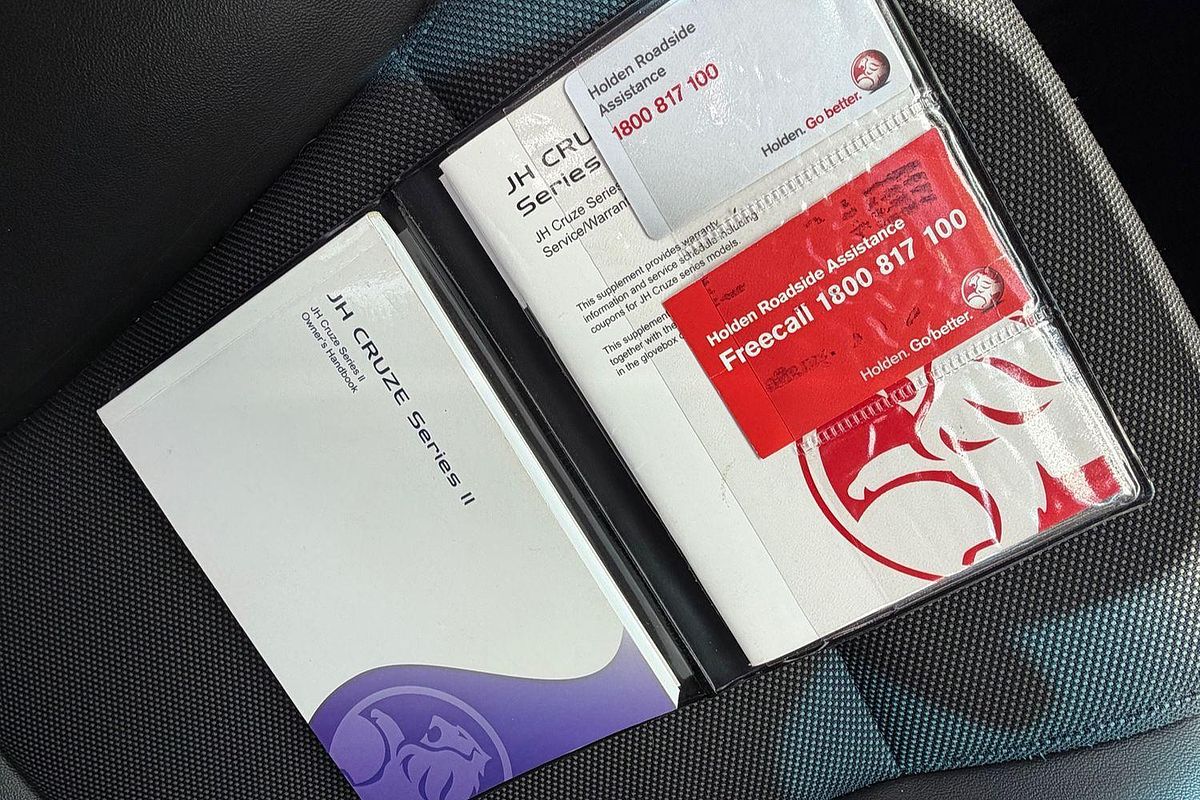 JH CRUZE Series II
JH Cruze Series II
Owner's Handbook
JH CRU
Series
JH Cruze Series
Service/Warran
This supplement provides warranty
information and service schedule including
coupons for JH Cruze series models.
This supplement
together with the
in the glovebox
Holden Roadside
Assistance
1800 817 100
Holden. Go better.
Holden Roadside Assistance
Freecall 1800 817 100
Holden. Go better.